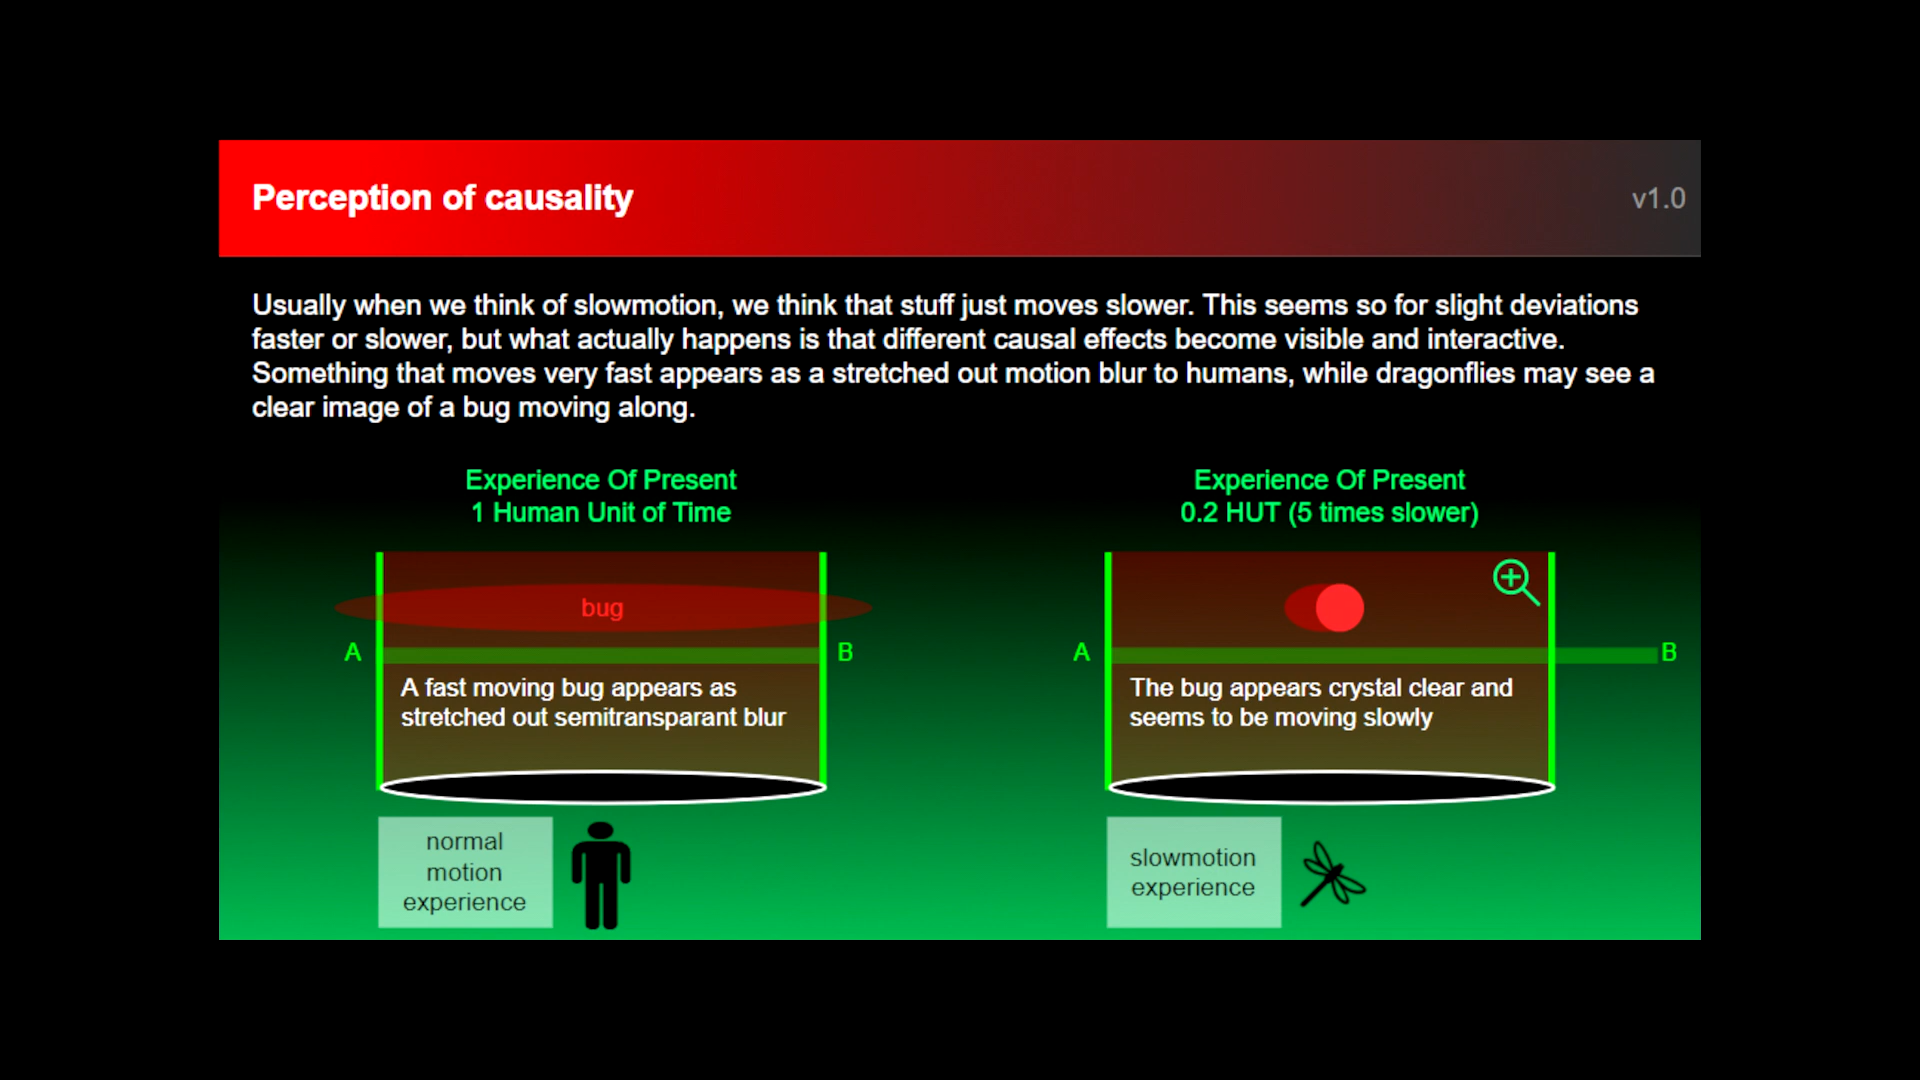 Perception of causality
v1.0
Usually when we think of slowmotion, we think that stuff just moves slower. This seems so for slight deviations
faster or slower, but what actually happens is that different causal effects become visible and interactive.
Something that moves very fast appears as a stretched out motion blur to humans, while dragonflies may see a
clear image of a bug moving along.
Experience Of Present
1 Human Unit of Time
bug
A
B
A fast moving bug appears as
stretched out semitransparant blur
normal
motion
experience
Experience Of Present
0.2 HUT (5 times slower)
A
B
The bug appears crystal clear and
seems to be moving slowly
slowmotion
experience